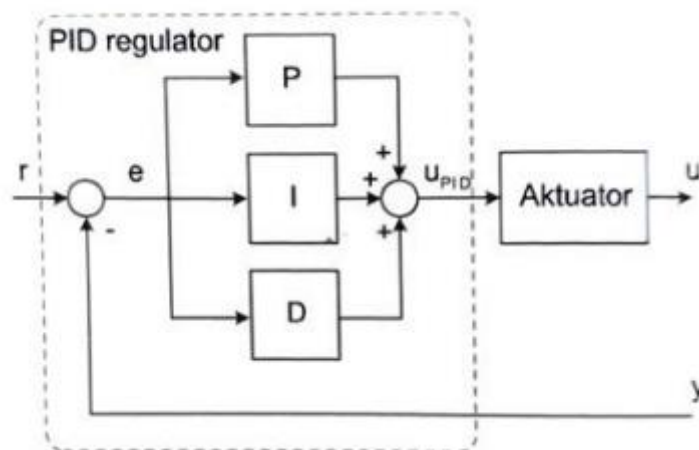 PID regulator
P
r
e
I
u_PID
Aktuator
u
+
+
+
-
D
y